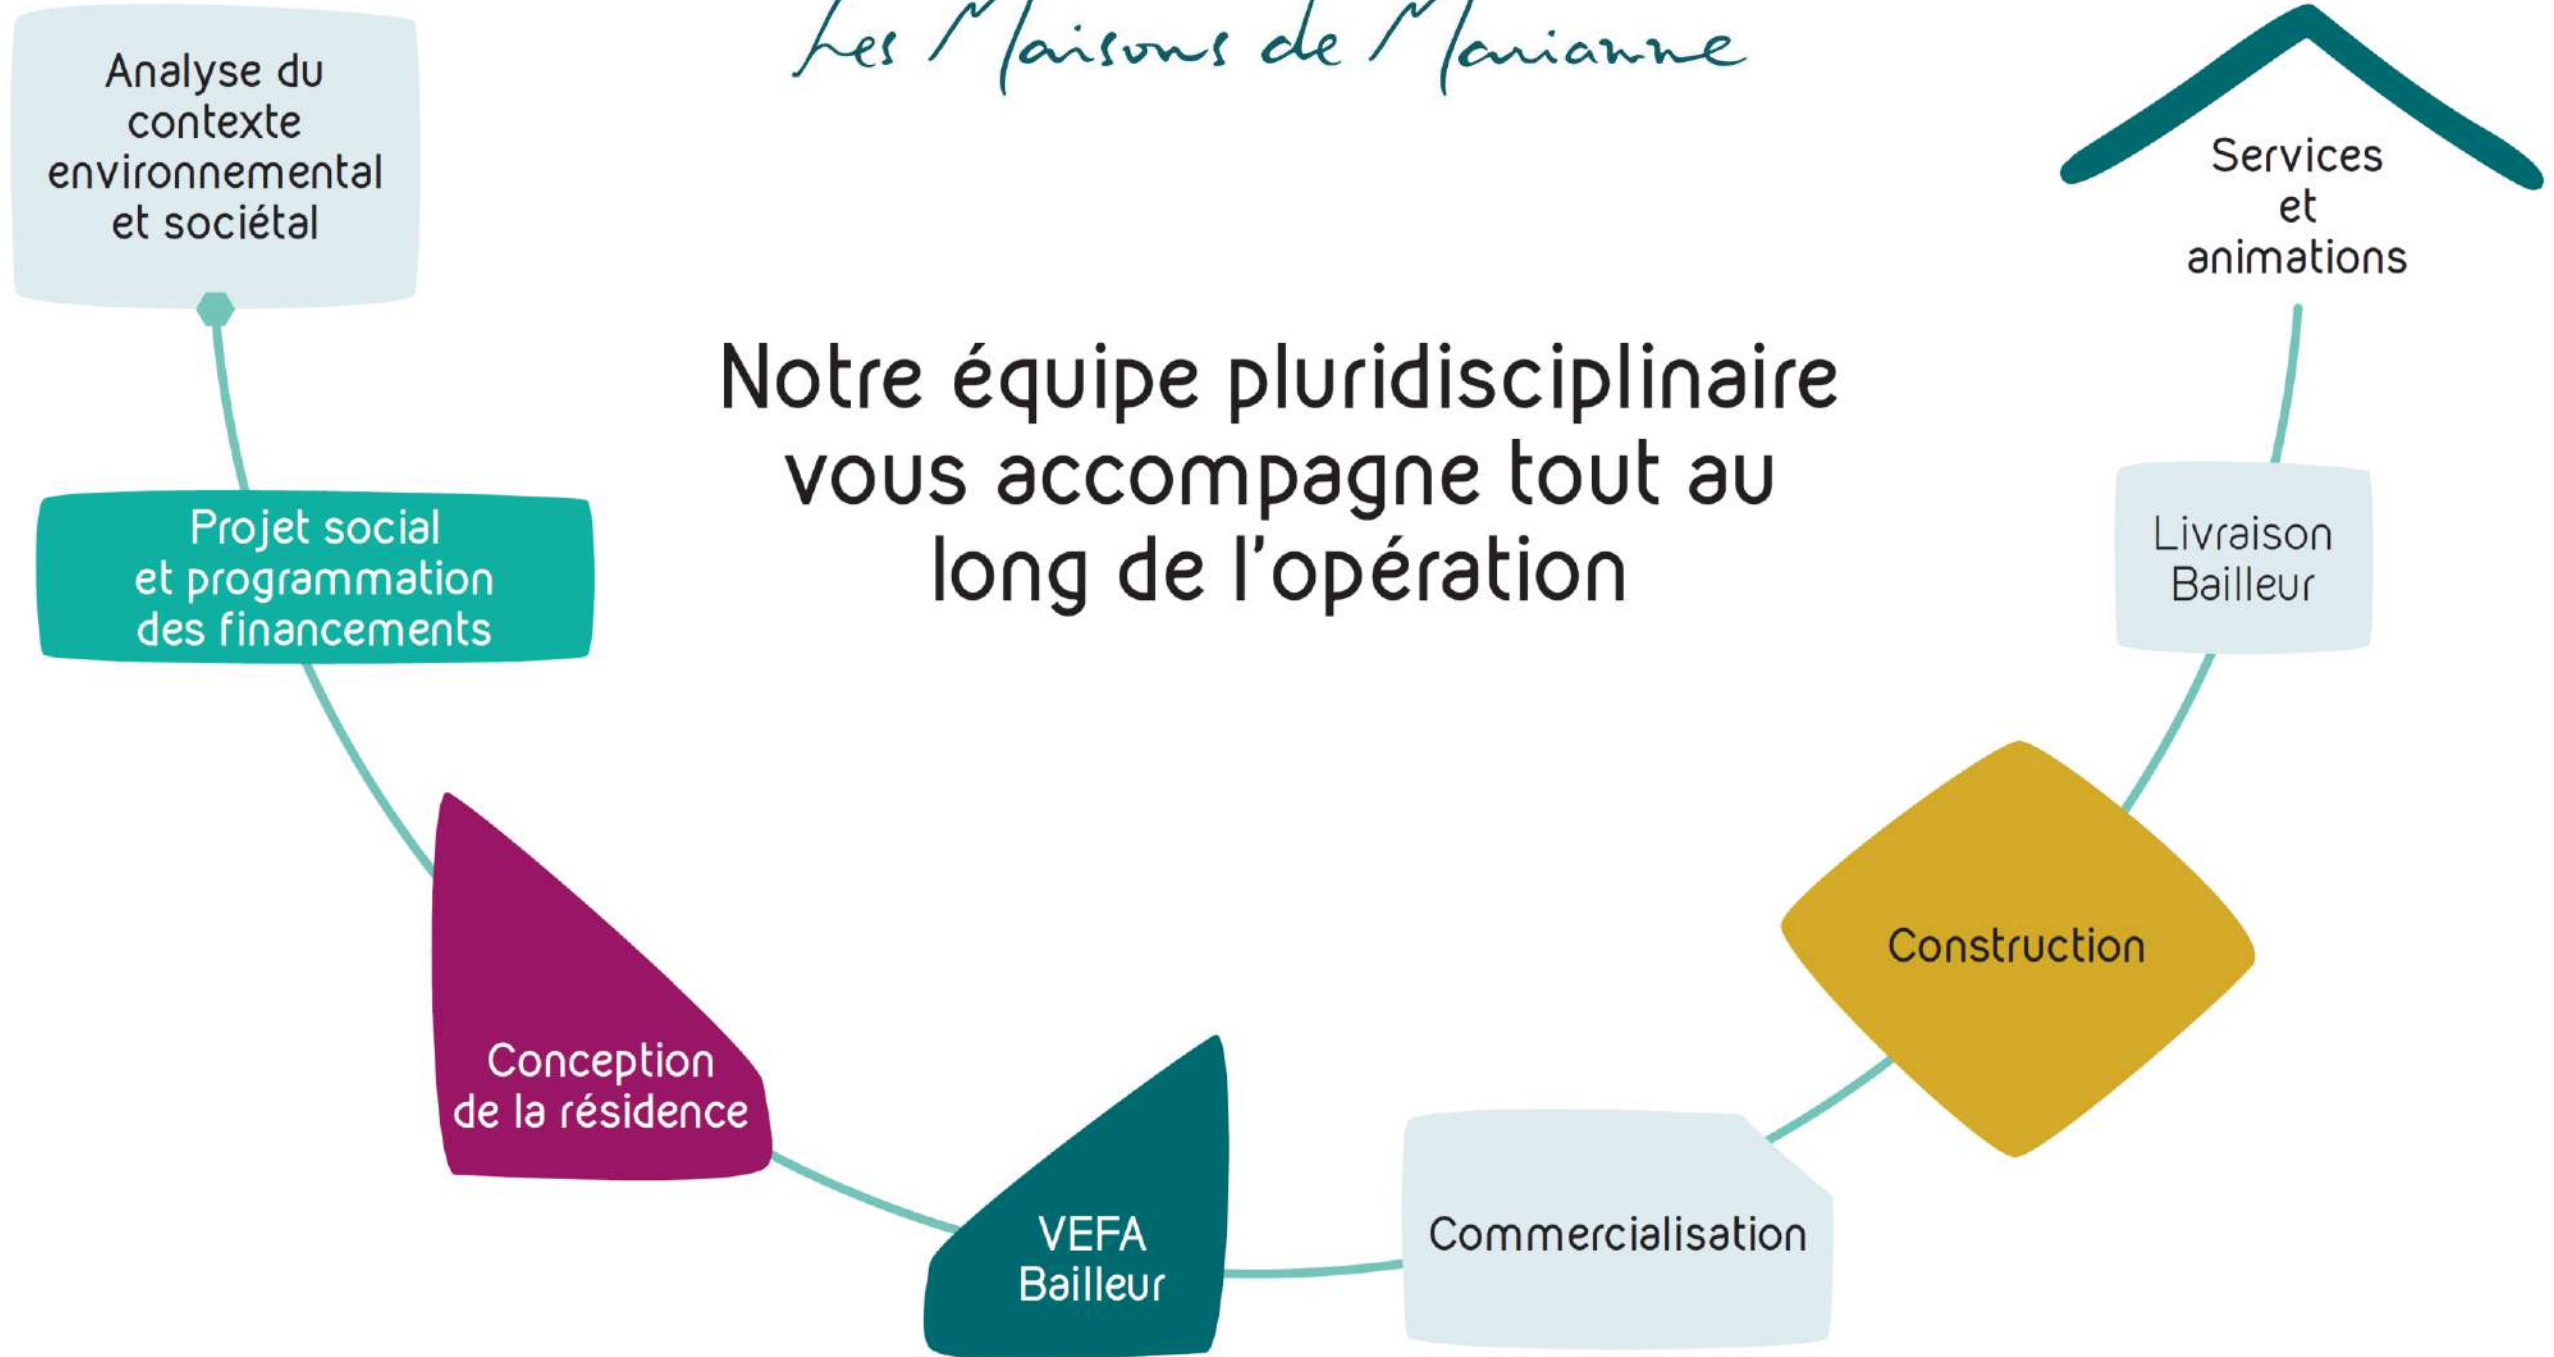 Les Maisons de Marianne
Analyse du
contexte
environnemental
et sociétal
Services
et
animations
Notre équipe pluridisciplinaire
vous accompagne tout au
long de l'opération
Projet social
et programmation
des financements
Livraison
Bailleur
Conception
de la résidence
Construction
VEFA
Bailleur
Commercialisation